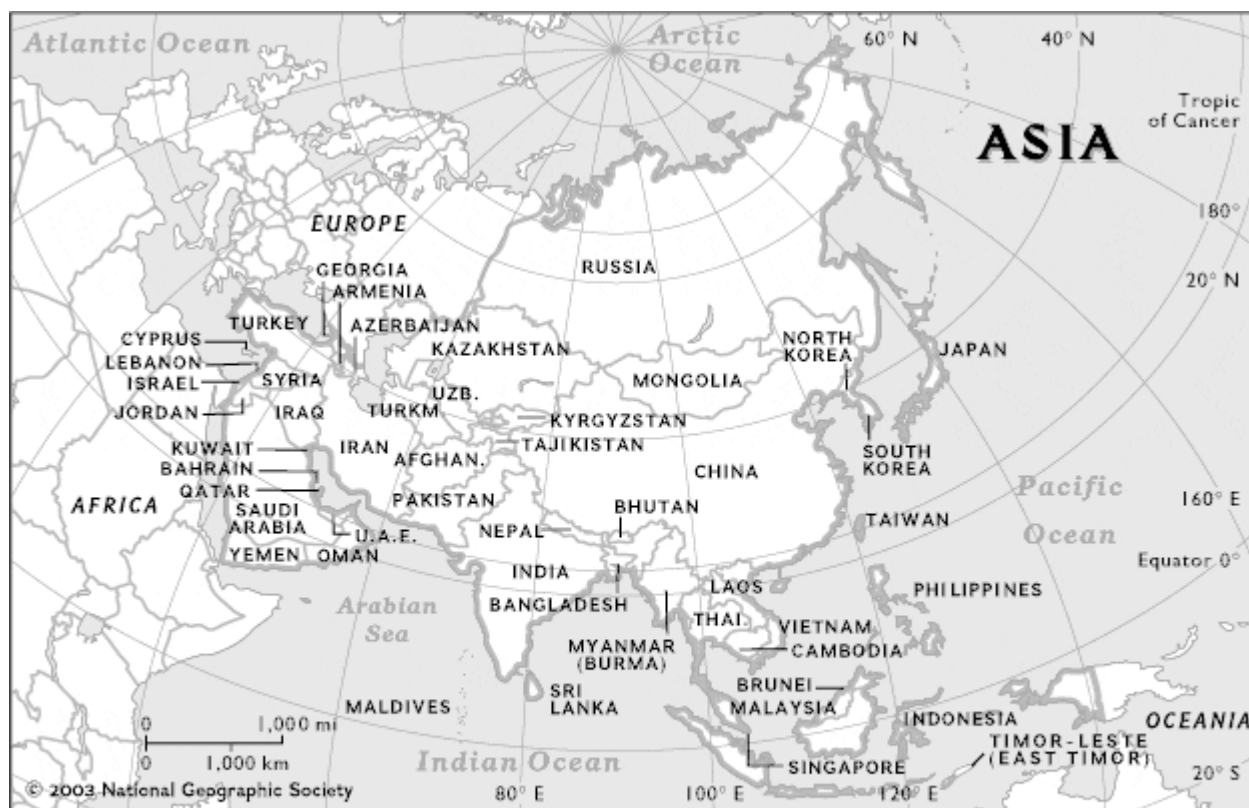 Atlantic Ocean
Arctic
Ocean
60° N
40° N
Tropic
of Cancer
ASIA
180°
20° N
EUROPE
RUSSIA
GEORGIA
ARMENIA
TURKEY
AZERBAIJAN
CYPRUS
KAZAKHSTAN
NORTH
KOREA
JAPAN
LEBANON
ISRAEL
SYRIA
MONGOLIA
UZB.
JORDAN
IRAQ
TURKM
KYRGYZSTAN
KUWAIT
IRAN
TAJIKISTAN
SOUTH
KOREA
BAHRAIN
AFGHAN.
CHINA
QATAR
PAKISTAN
AFRICA
SAUDI
ARABIA
BHUTAN
Pacific
Ocean
160° E
NEPAL
U.A.E.
TAIWAN
YEMEN
OMAN
Equator 0°
INDIA
LAOS
PHILIPPINES
BANGLADESH
Arabian
Sea
THAI.
VIETNAM
MYANMAR
(BURMA)
CAMBODIA
BRUNEI
SRI
LANKA
MALDIVES
MALAYSIA
INDONESIA
OCEANIA
0
1,000 mi
0
1,000 km
Indian Ocean
TIMOR-LESTE
(EAST TIMOR)
SINGAPORE
20° S
© 2003 National Geographic Society
80° E
100° E
120° E